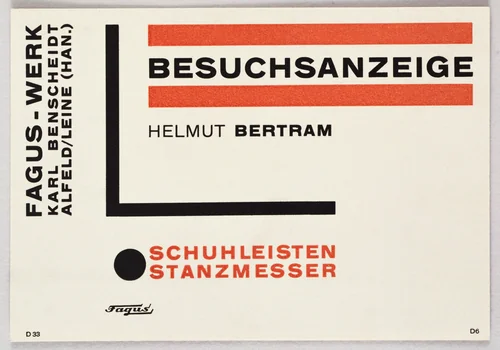 FAGUS-WERK
KARL BENSCHEIDT
ALFELD/LEINE (HAN.)
BESUCHSANZEIGE
HELMUT BERTRAM
SCHUHLEISTEN
STANZMESSER
Fagus
D 33
D6